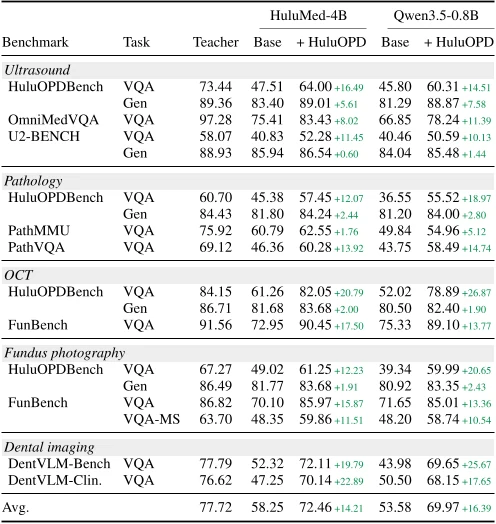 HuluMed-4B Qwen3.5-0.8B
Benchmark Task Teacher Base + HuluOPD Base + HuluOPD
Ultrasound
HuluOPDBench VQA 73.44 47.51 64.00 +16.49 45.80 60.31 +14.51
Gen 89.36 83.40 89.01 +5.61 81.29 88.87 +7.58
OmniMedVQA VQA 97.28 75.41 83.43 +8.02 66.85 78.24 +11.39
U2-BENCH VQA 58.07 40.83 52.28 +11.45 40.46 50.59 +10.13
Gen 88.93 85.94 86.54 +0.60 84.04 85.48 +1.44
Pathology
HuluOPDBench VQA 60.70 45.38 57.45 +12.07 36.55 55.52 +18.97
Gen 84.43 81.80 84.24 +2.44 81.20 84.00 +2.80
PathMMU VQA 75.92 60.79 62.55 +1.76 49.84 54.96 +5.12
PathVQA VQA 69.12 46.36 60.28 +13.92 43.75 58.49 +14.74
OCT
HuluOPDBench VQA 84.15 61.26 82.05 +20.79 52.02 78.89 +26.87
Gen 86.71 81.68 83.68 +2.00 80.50 82.40 +1.90
FunBench VQA 91.56 72.95 90.45 +17.50 75.33 89.10 +13.77
Fundus photography
HuluOPDBench VQA 67.27 49.02 61.25 +12.23 39.34 59.99 +20.65
Gen 86.49 81.77 83.68 +1.91 80.92 83.35 +2.43
FunBench VQA 86.82 70.10 85.97 +15.87 71.65 85.01 +13.36
VQA-MS 63.70 48.35 59.86 +11.51 48.20 58.74 +10.54
Dental imaging
DentVLM-Bench VQA 77.79 52.32 72.11 +19.79 43.98 69.65 +25.67
DentVLM-Clin. VQA 76.62 47.25 70.14 +22.89 50.50 68.15 +17.65
Avg. 77.72 58.25 72.46 +14.21 53.58 69.97 +16.39